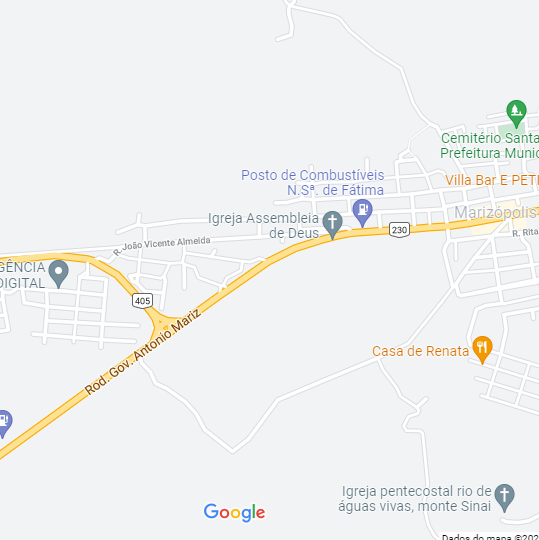 Cemitério Santa
Prefeitura Munic
Posto de Combustíveis
N.Sª. de Fátima
Villa Bar E PETI
Igreja Assembleia
de Deus
Marizópolis
230
R. Rita
R. João Vicente Almeida
GÊNCIA
DIGITAL
405
Rod. Gov. Antonio Mariz
Casa de Renata
Igreja pentecostal rio de
águas vivas, monte Sinai
Google
Dados do mapa ©202